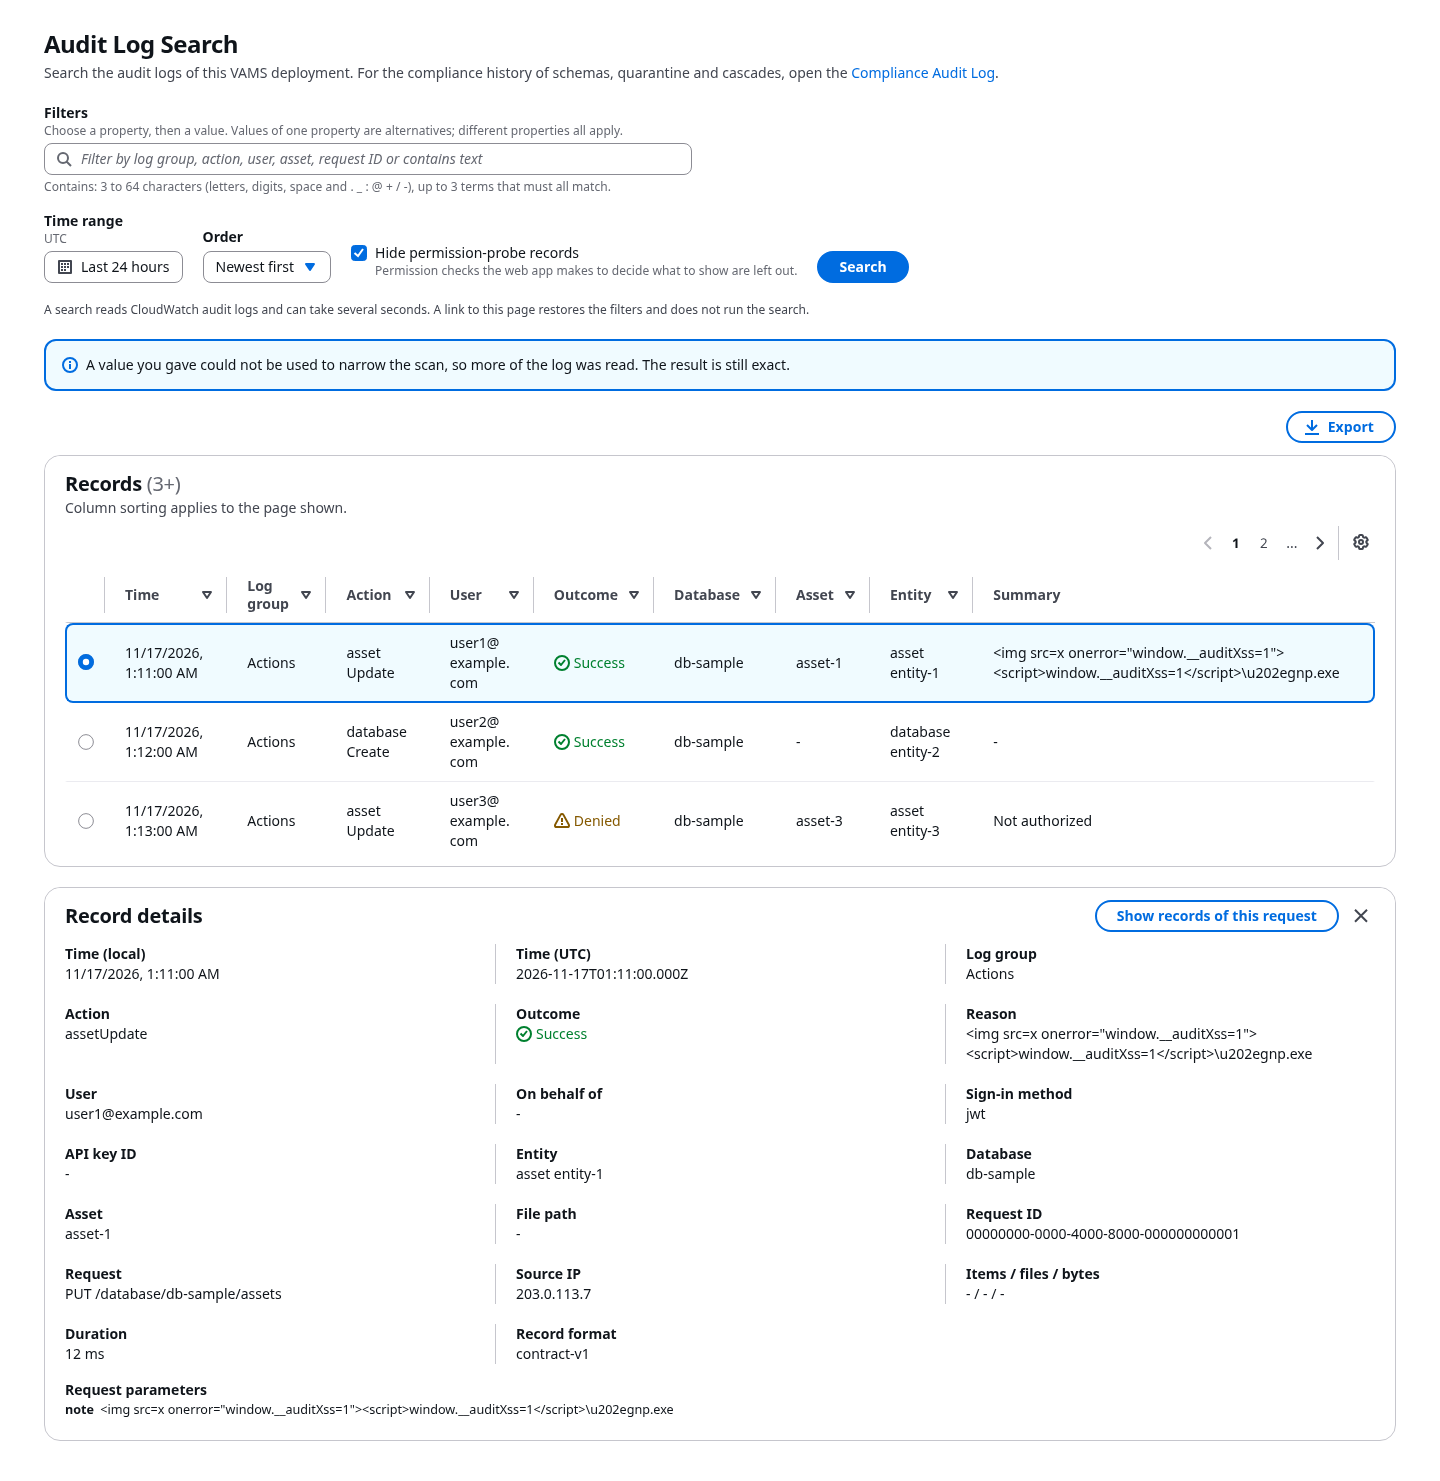 Audit Log Search
Search the audit logs of this VAMS deployment. For the compliance history of schemas, quarantine and cascades, open the Compliance Audit Log.
Filters
Choose a property, then a value. Values of one property are alternatives; different properties all apply.
Filter by log group, action, user, asset, request ID or contains text
Contains: 3 to 64 characters (letters, digits, space and . _ : @ + / -), up to 3 terms that must all match.
Time range
UTC
Last 24 hours
Order
Newest first
Hide permission-probe records
Permission checks the web app makes to decide what to show are left out.
Search
A search reads CloudWatch audit logs and can take several seconds. A link to this page restores the filters and does not run the search.
A value you gave could not be used to narrow the scan, so more of the log was read. The result is still exact.
Export
Records (3+)
Column sorting applies to the page shown.
1 2 ...
Time
Log
group
Action
User
Outcome
Database
Asset
Entity
Summary
11/17/2026,
1:11:00 AM
Actions
asset
Update
user1@
example.
com
Success
db-sample
asset-1
asset
entity-1
<img src=x onerror="window.__auditXss=1">
<script>window.__auditXss=1</script>\u202egnp.exe
11/17/2026,
1:12:00 AM
Actions
database
Create
user2@
example.
com
Success
db-sample
-
database
entity-2
-
11/17/2026,
1:13:00 AM
Actions
asset
Update
user3@
example.
com
Denied
db-sample
asset-3
asset
entity-3
Not authorized
Record details
Show records of this request
Time (local)
11/17/2026, 1:11:00 AM
Time (UTC)
2026-11-17T01:11:00.000Z
Log group
Actions
Action
assetUpdate
Outcome
Success
Reason
<img src=x onerror="window.__auditXss=1">
<script>window.__auditXss=1</script>\u202egnp.exe
User
user1@example.com
On behalf of
-
Sign-in method
jwt
API key ID
-
Entity
asset entity-1
Database
db-sample
Asset
asset-1
File path
-
Request ID
00000000-0000-4000-8000-000000000001
Request
PUT /database/db-sample/assets
Source IP
203.0.113.7
Items / files / bytes
- / - / -
Duration
12 ms
Record format
contract-v1
Request parameters
note <img src=x onerror="window.__auditXss=1"><script>window.__auditXss=1</script>\u202egnp.exe